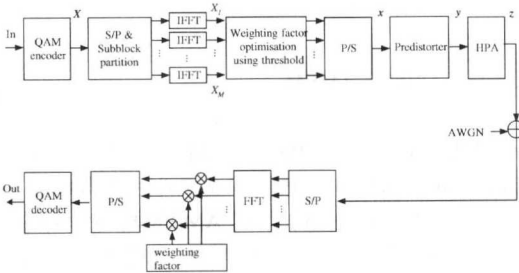 In
QAM
encoder
X
S/P &
Subblock
partition
IFFT
IFFT
IFFT
X1
XM
Weighting factor
optimisation
using threshold
P/S
x
Predistorter
y
HPA
z
AWGN
Out
QAM
decoder
P/S
FFT
S/P
weighting
factor